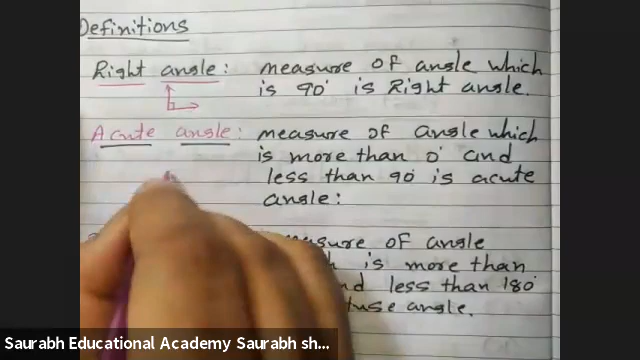 Definitions
Right angle: measure of angle which
is 90° is Right angle.
Acute angle: measure of angle which
is more than 0° and
less than 90° is acute
angle:
measure of angle
is more than
less than 180°
angle.
Saurabh Educational Academy Saurabh sh...